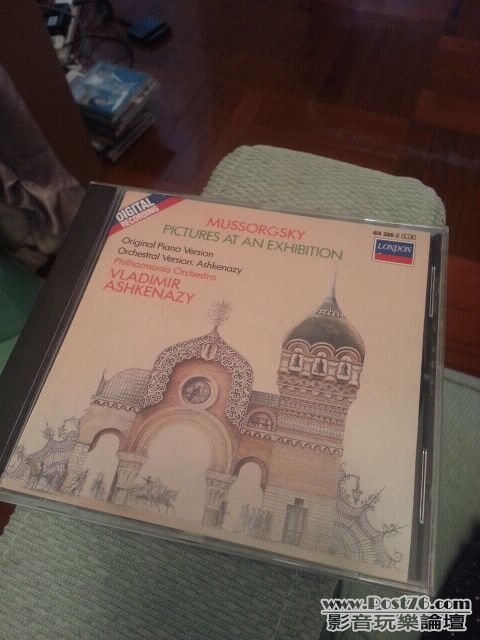 DIGITAL
RECORDING
MUSSORGSKY
PICTURES AT AN EXHIBITION
Original Piano Version
Orchestral Version: Ashkenazy
Philharmonia Orchestra
VLADIMIR
ASHKENAZY
LONDON
www.Post76.com
影音玩樂論壇